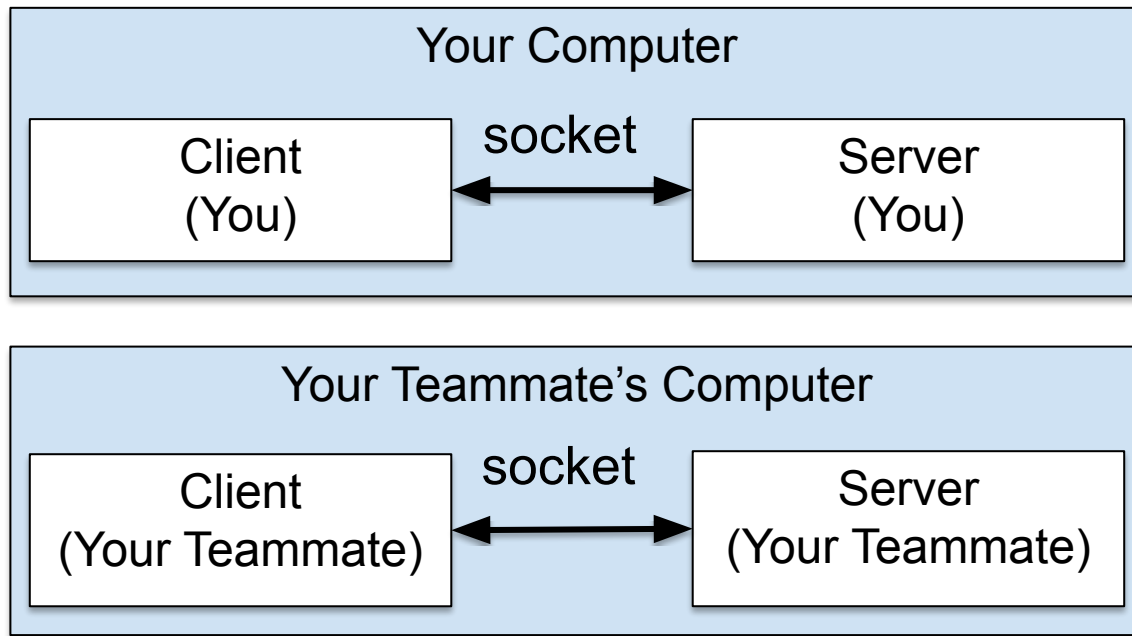 Your Computer
Client
(You)
socket
Server
(You)
Your Teammate’s Computer
Client
(Your Teammate)
socket
Server
(Your Teammate)